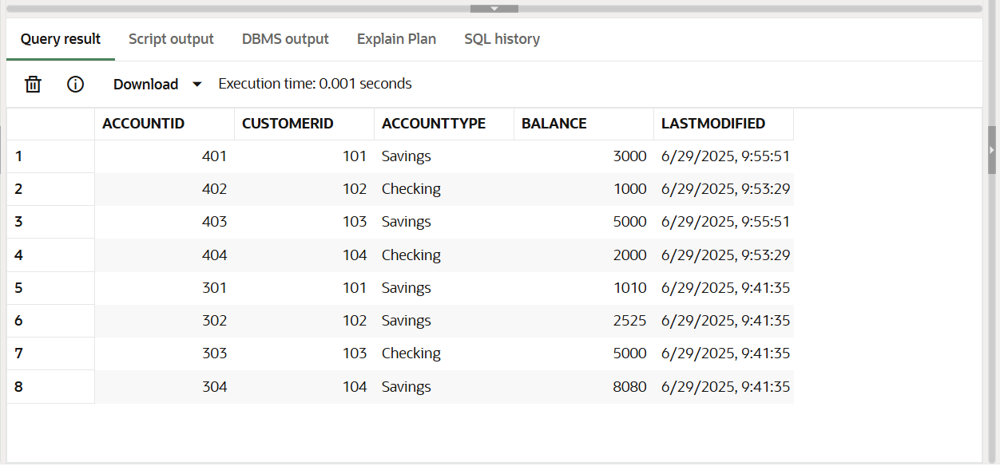 Query result Script output DBMS output Explain Plan SQL history
Download Execution time: 0.001 seconds
ACCOUNTID CUSTOMERID ACCOUNTTYPE BALANCE LASTMODIFIED
1 401 101 Savings 3000 6/29/2025, 9:55:51
2 402 102 Checking 1000 6/29/2025, 9:53:29
3 403 103 Savings 5000 6/29/2025, 9:55:51
4 404 104 Checking 2000 6/29/2025, 9:53:29
5 301 101 Savings 1010 6/29/2025, 9:41:35
6 302 102 Savings 2525 6/29/2025, 9:41:35
7 303 103 Checking 5000 6/29/2025, 9:41:35
8 304 104 Savings 8080 6/29/2025, 9:41:35